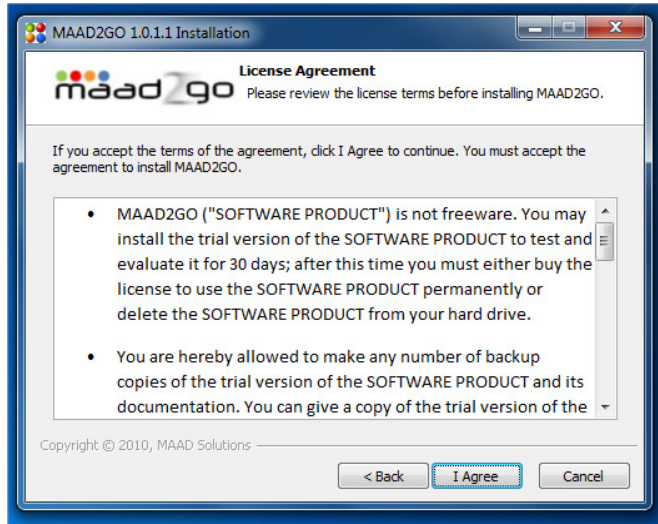 MAAD2GO 1.0.1.1 Installation
maad2go
License Agreement
Please review the license terms before installing MAAD2GO.
If you accept the terms of the agreement, click I Agree to continue. You must accept the
agreement to install MAAD2GO.
• MAAD2GO ("SOFTWARE PRODUCT") is not freeware. You may
install the trial version of the SOFTWARE PRODUCT to test and
evaluate it for 30 days; after this time you must either buy the
license to use the SOFTWARE PRODUCT permanently or
delete the SOFTWARE PRODUCT from your hard drive.
• You are hereby allowed to make any number of backup
copies of the trial version of the SOFTWARE PRODUCT and its
documentation. You can give a copy of the trial version of the
Copyright © 2010, MAAD Solutions
< Back
I Agree
Cancel